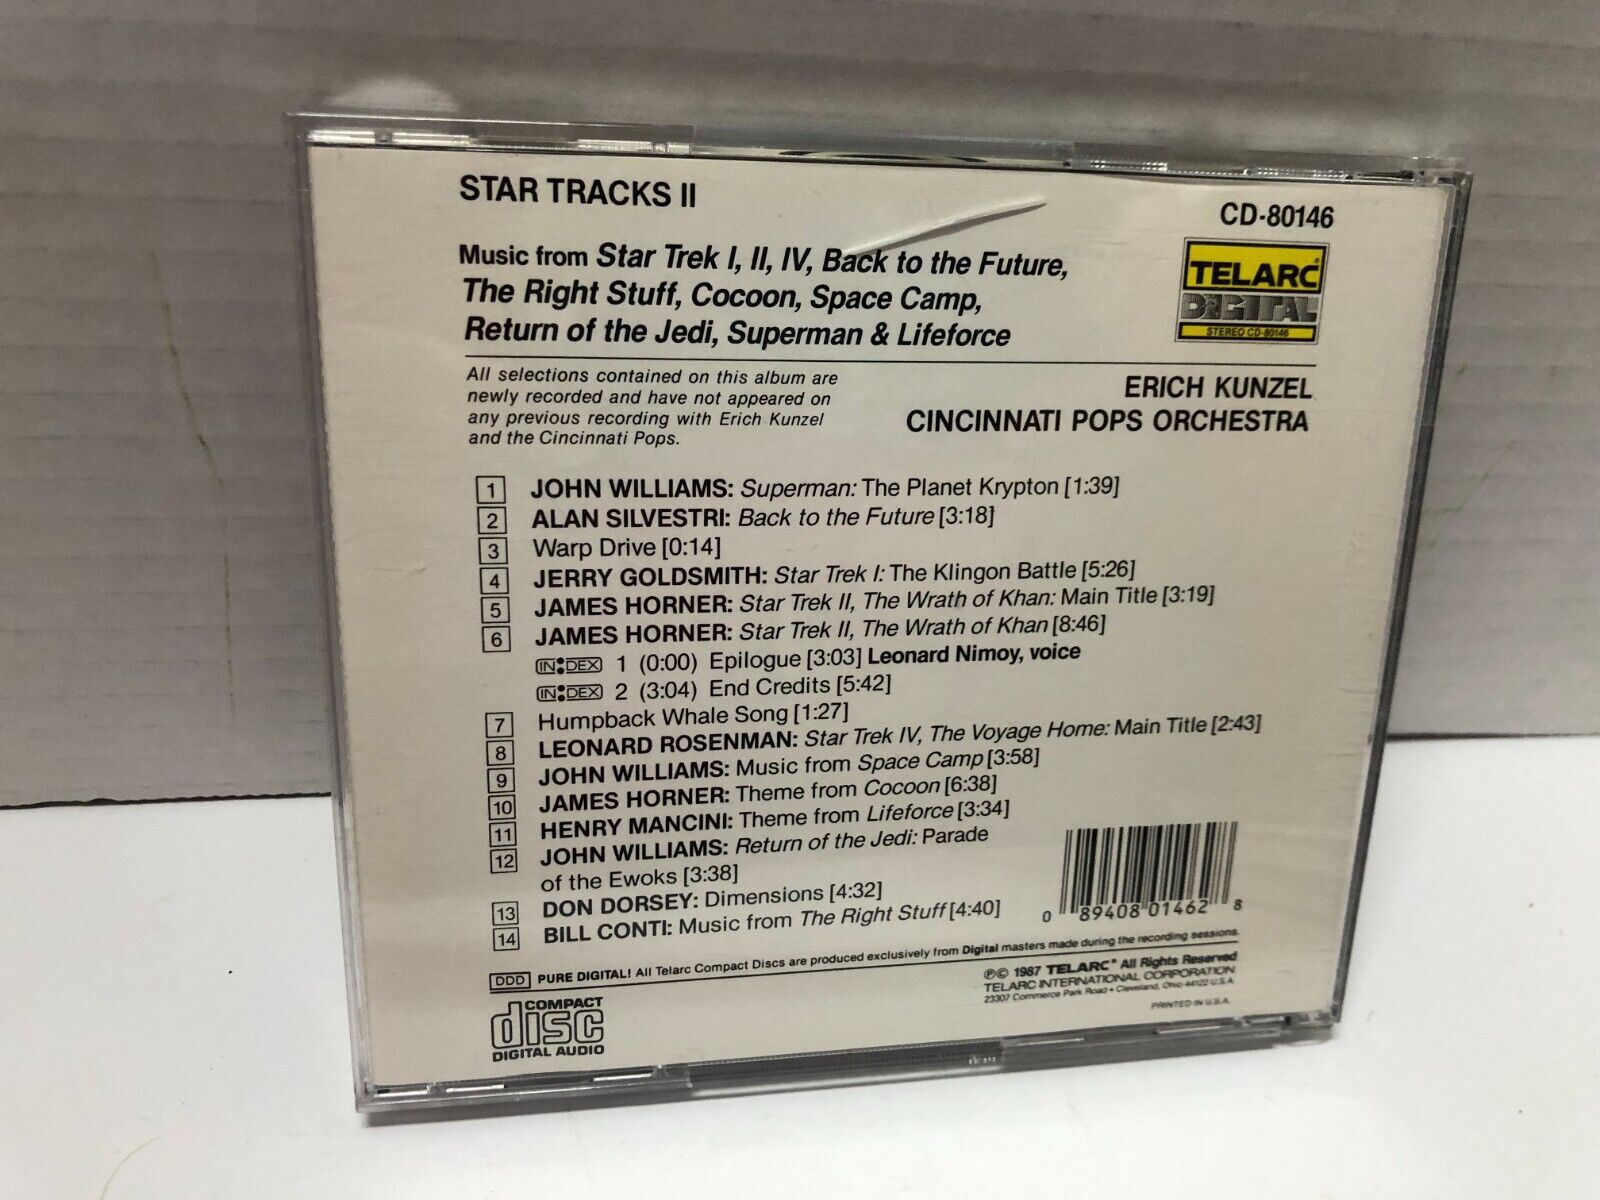 STAR TRACKS II
CD-80146
Music from Star Trek I, II, IV, Back to the Future,
The Right Stuff, Cocoon, Space Camp,
Return of the Jedi, Superman & Lifeforce
TELARC®
DIGITAL
STEREO CD-80146
All selections contained on this album are
newly recorded and have not appeared on
any previous recording with Erich Kunzel
and the Cincinnati Pops.
ERICH KUNZEL
CINCINNATI POPS ORCHESTRA
1 JOHN WILLIAMS: Superman: The Planet Krypton [1:39]
2 ALAN SILVESTRI: Back to the Future [3:18]
3 Warp Drive [0:14]
4 JERRY GOLDSMITH: Star Trek I: The Klingon Battle [5:26]
5 JAMES HORNER: Star Trek II, The Wrath of Khan: Main Title [3:19]
6 JAMES HORNER: Star Trek II, The Wrath of Khan [8:46]
INDEX 1 (0:00) Epilogue [3:03] Leonard Nimoy, voice
INDEX 2 (3:04) End Credits [5:42]
7 Humpback Whale Song [1:27]
8 LEONARD ROSENMAN: Star Trek IV, The Voyage Home: Main Title [2:43]
9 JOHN WILLIAMS: Music from Space Camp [3:58]
10 JAMES HORNER: Theme from Cocoon [6:38]
11 HENRY MANCINI: Theme from Lifeforce [3:34]
12 JOHN WILLIAMS: Return of the Jedi: Parade
of the Ewoks [3:38]
13 DON DORSEY: Dimensions [4:32]
14 BILL CONTI: Music from The Right Stuff [4:40]
0 89408 01462 8
DDD PURE DIGITAL! All Telarc Compact Discs are produced exclusively from Digital masters made during the recording sessions.
℗© 1987 TELARC® All Rights Reserved
TELARC INTERNATIONAL CORPORATION
23307 Commerce Park Road • Cleveland, Ohio 44122 U.S.A.
PRINTED IN U.S.A.
COMPACT
disc
DIGITAL AUDIO